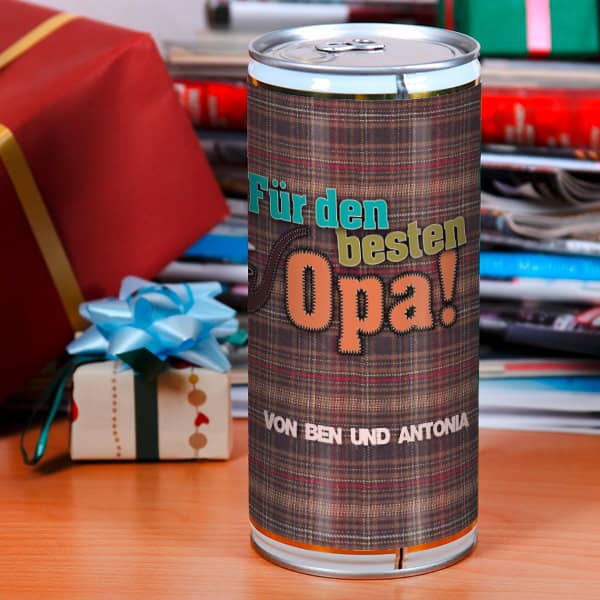 Für den
besten
Opa!
VON BEN UND ANTONIA